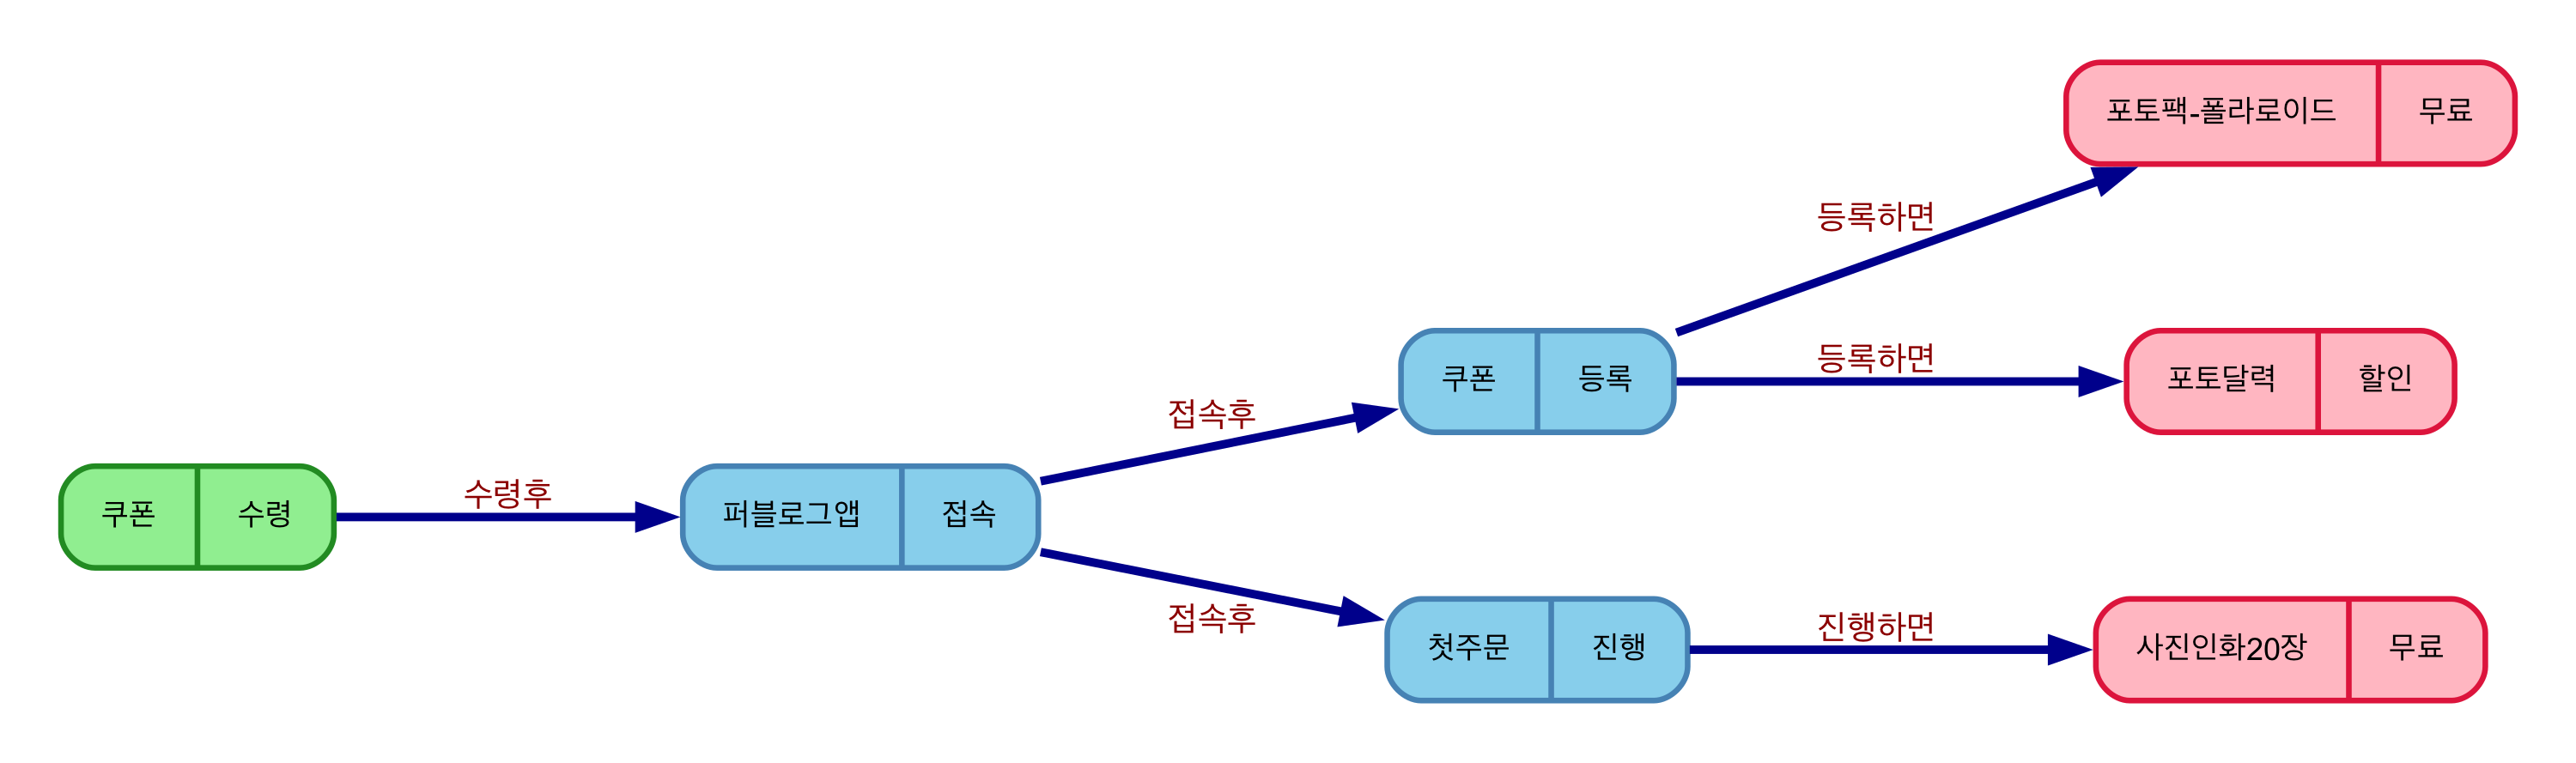 포토팩-폴라로이드 무료
등록하면
쿠폰 등록
등록하면
포토달력 할인
접속후
쿠폰 수령
수령후
퍼블로그앱 접속
접속후
첫주문 진행
진행하면
사진인화20장 무료